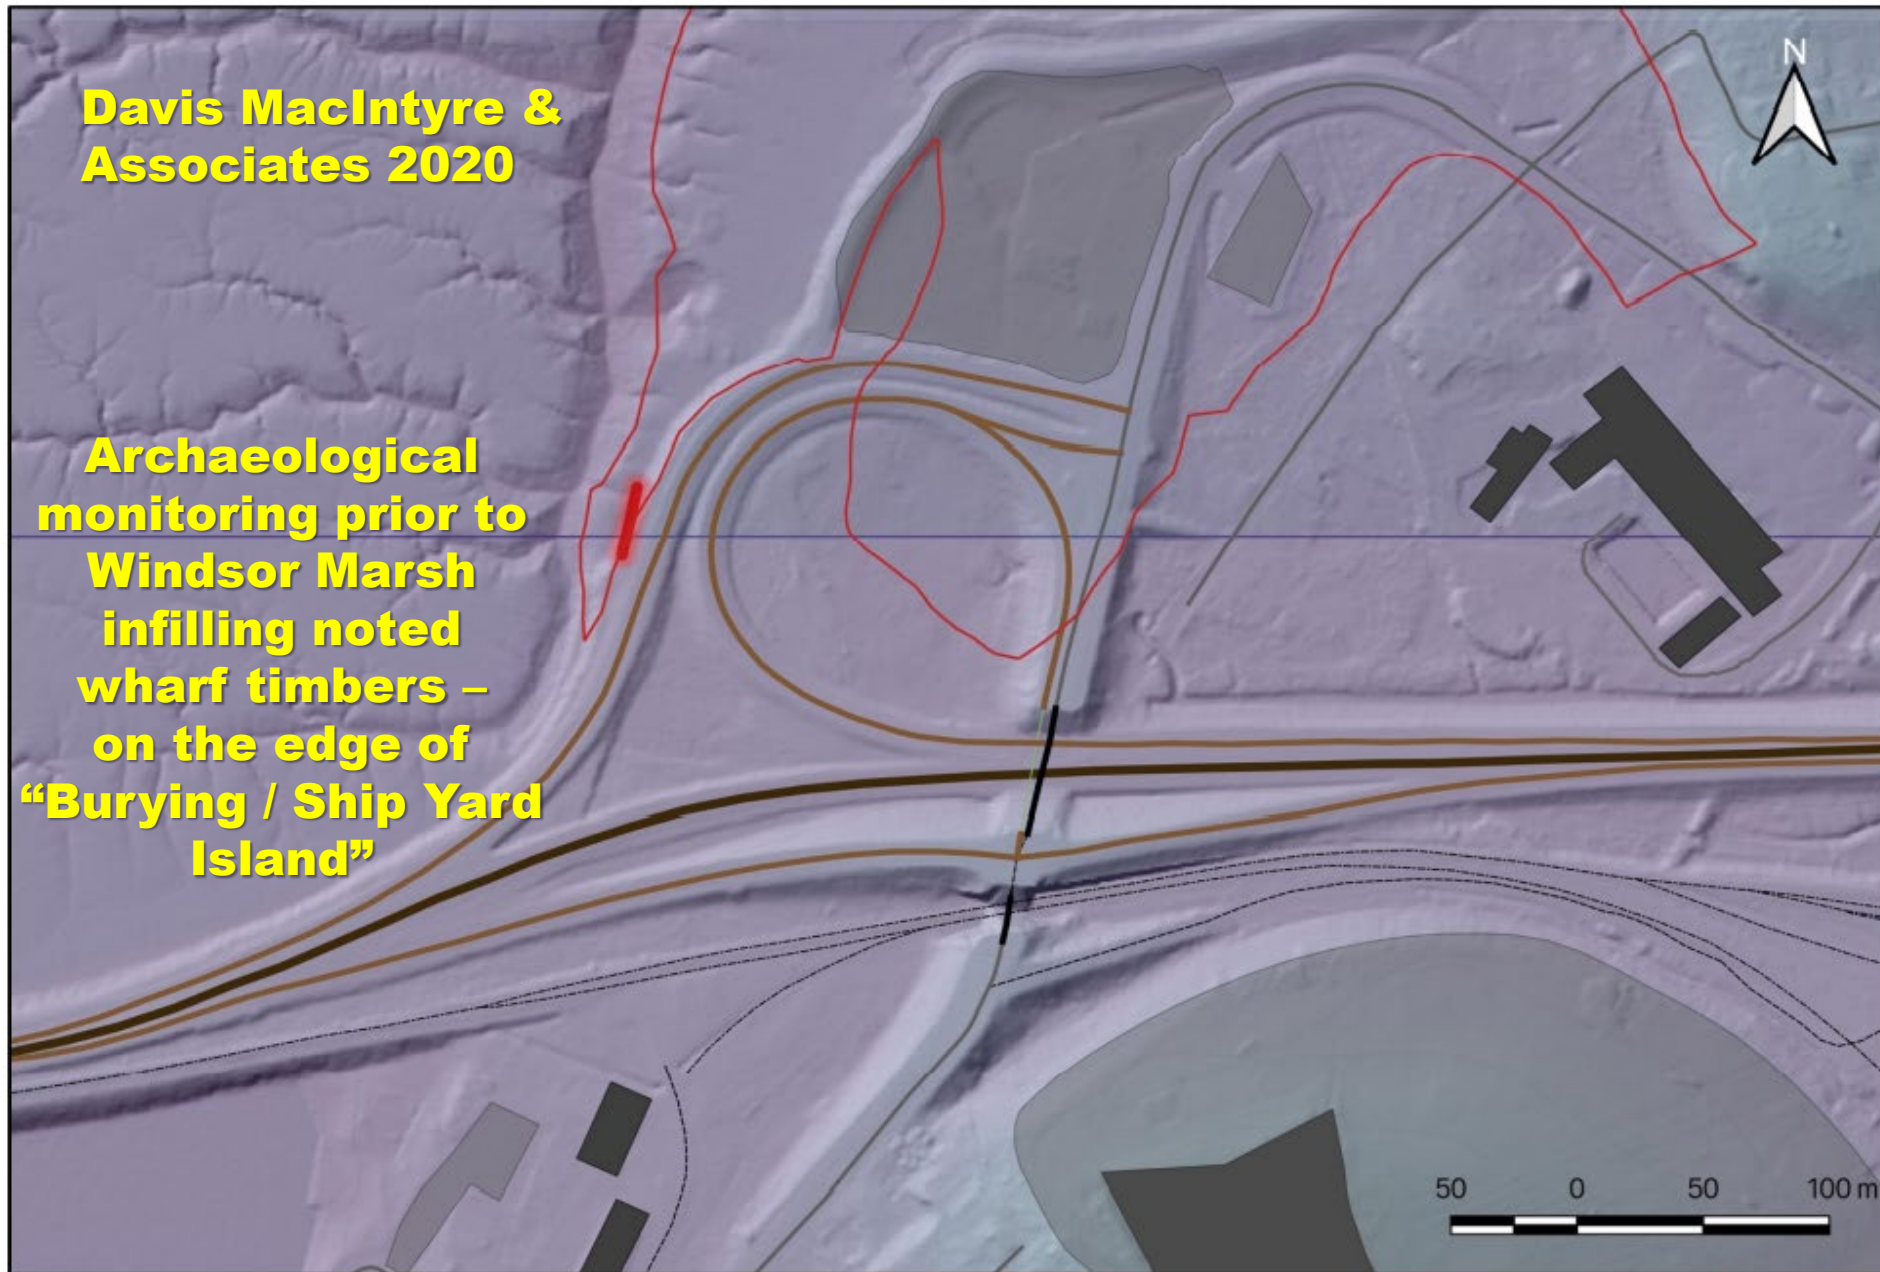 Davis MacIntyre &
Associates 2020
N
Archaeological
monitoring prior to
Windsor Marsh
infilling noted
wharf timbers –
on the edge of
“Burying / Ship Yard
Island”
50 0 50 100 m